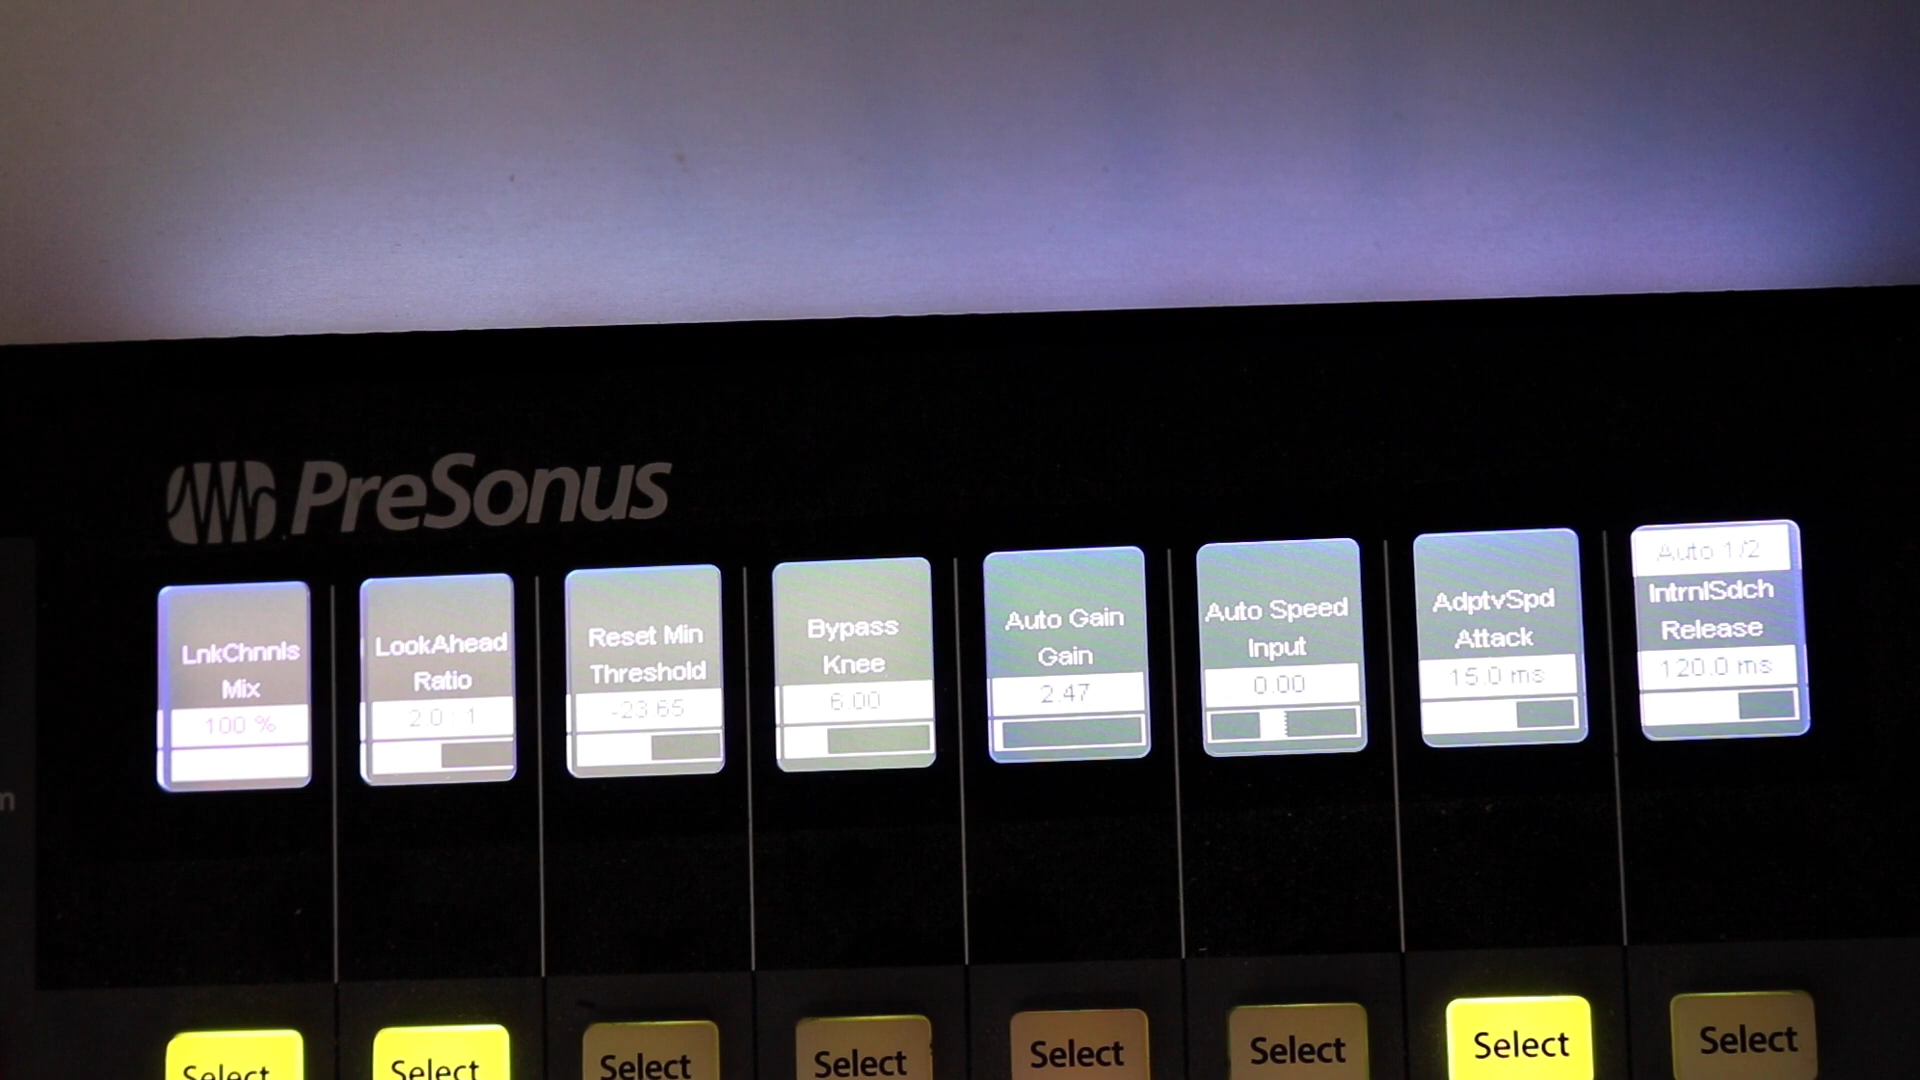 PreSonus
LnkChnnls
Mix
100 %
LookAhead
Ratio
2.0 : 1
Reset Min
Threshold
-23.65
Bypass
Knee
6.00
Auto Gain
Gain
2.47
Auto Speed
Input
0.00
AdptvSpd
Attack
15.0 ms
Auto 1/2
IntrnlSdch
Release
120.0 ms
Select
Select
Select
Select
Select
Select
Select
Select